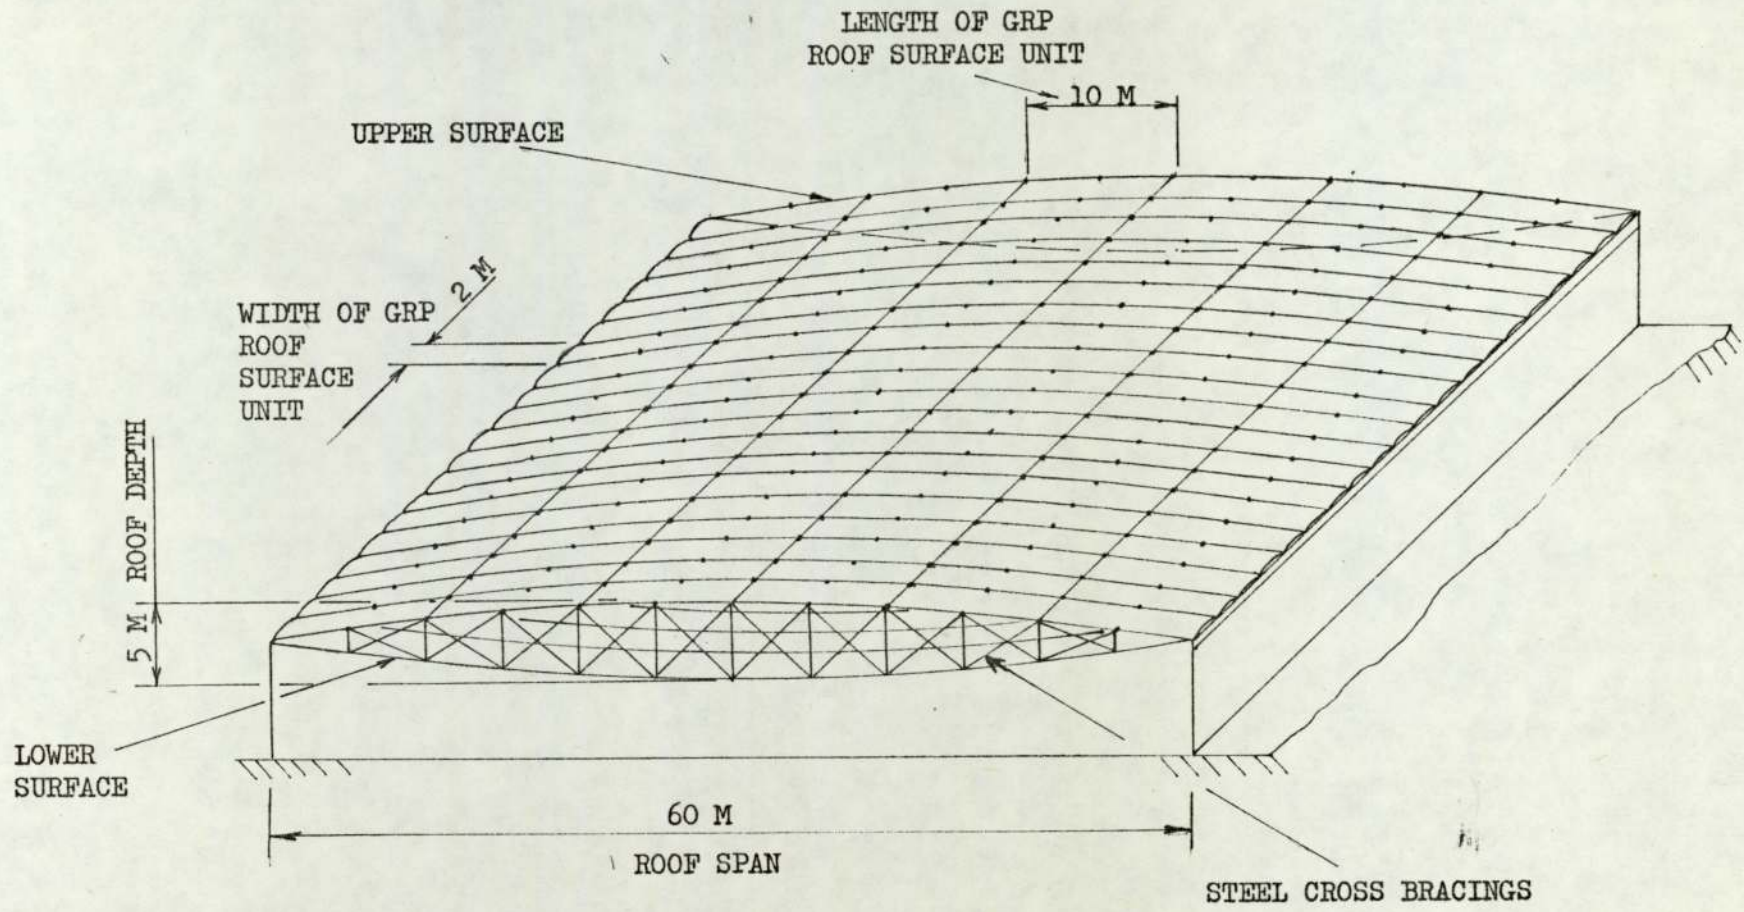 LENGTH OF GRP
ROOF SURFACE UNIT
10 M
UPPER SURFACE
2 M
WIDTH OF GRP
ROOF
SURFACE
UNIT
5 M ROOF DEPTH
LOWER
SURFACE
60 M
ROOF SPAN
STEEL CROSS BRACINGS